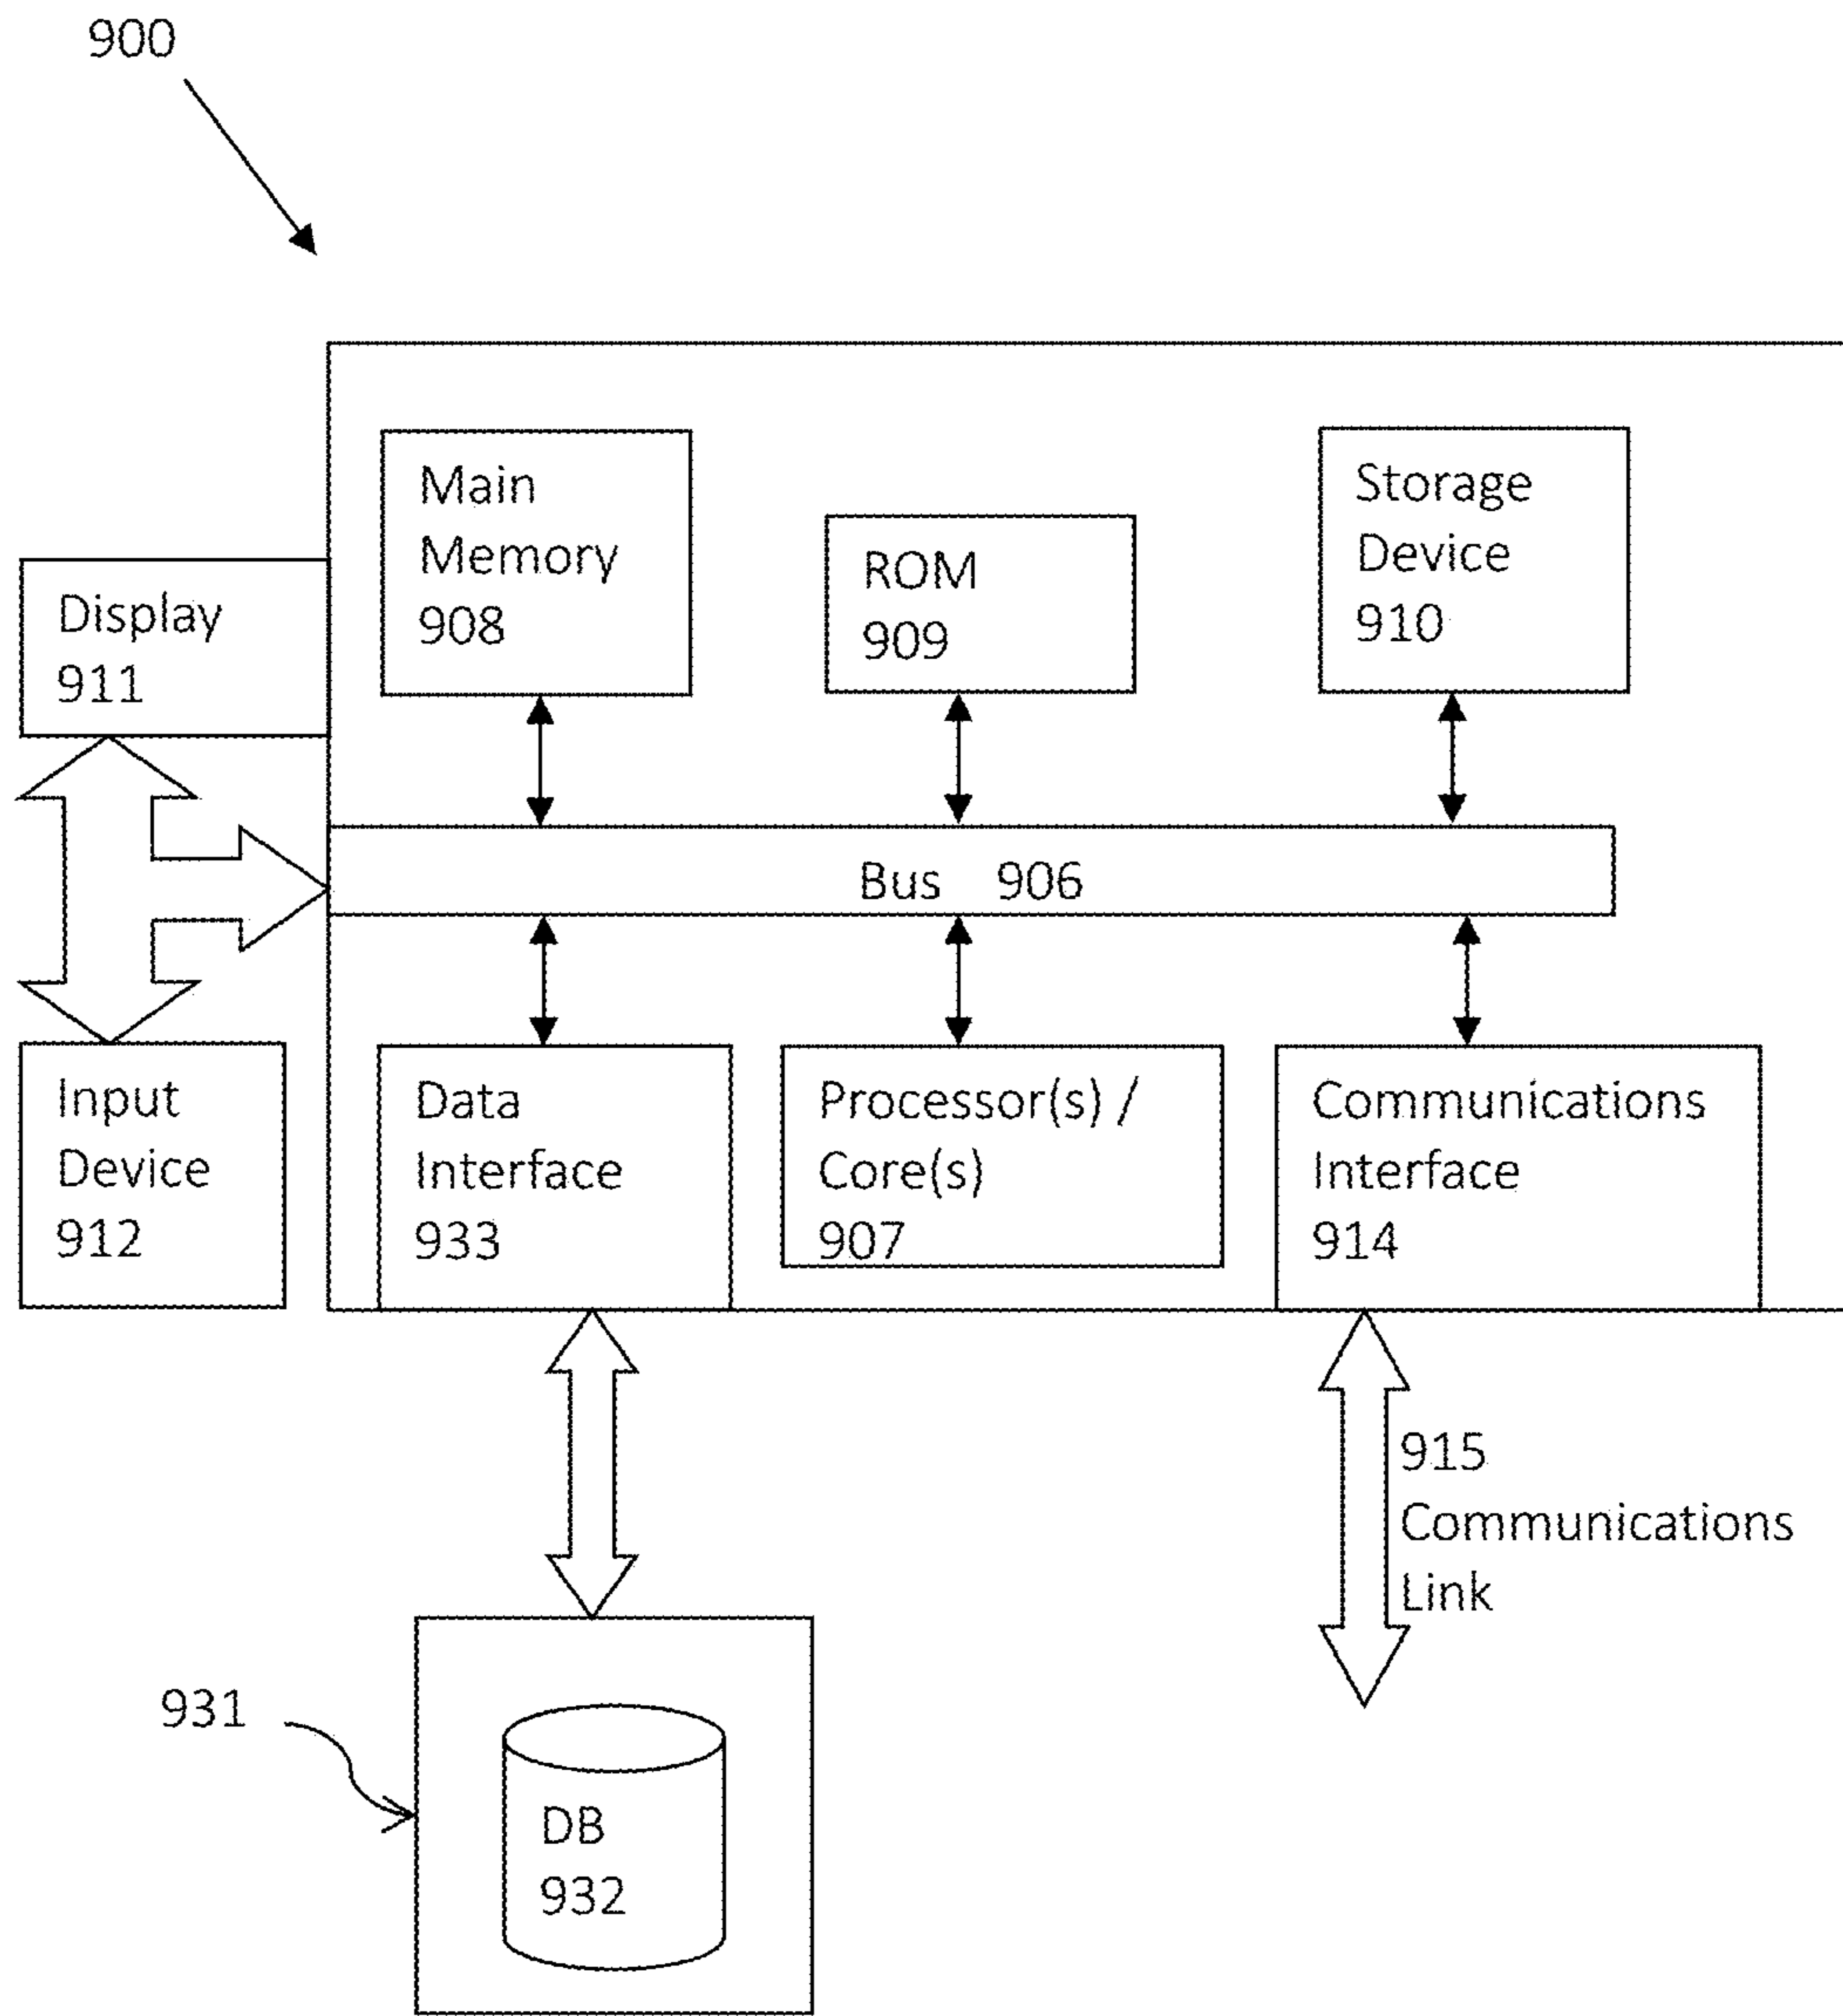 900
Main
Memory
908
ROM
909
Storage
Device
910
Display
911
Bus 906
Input
Device
912
Data
Interface
933
Processor(s) /
Core(s)
907
Communications
Interface
914
915
Communications
Link
931
DB
932